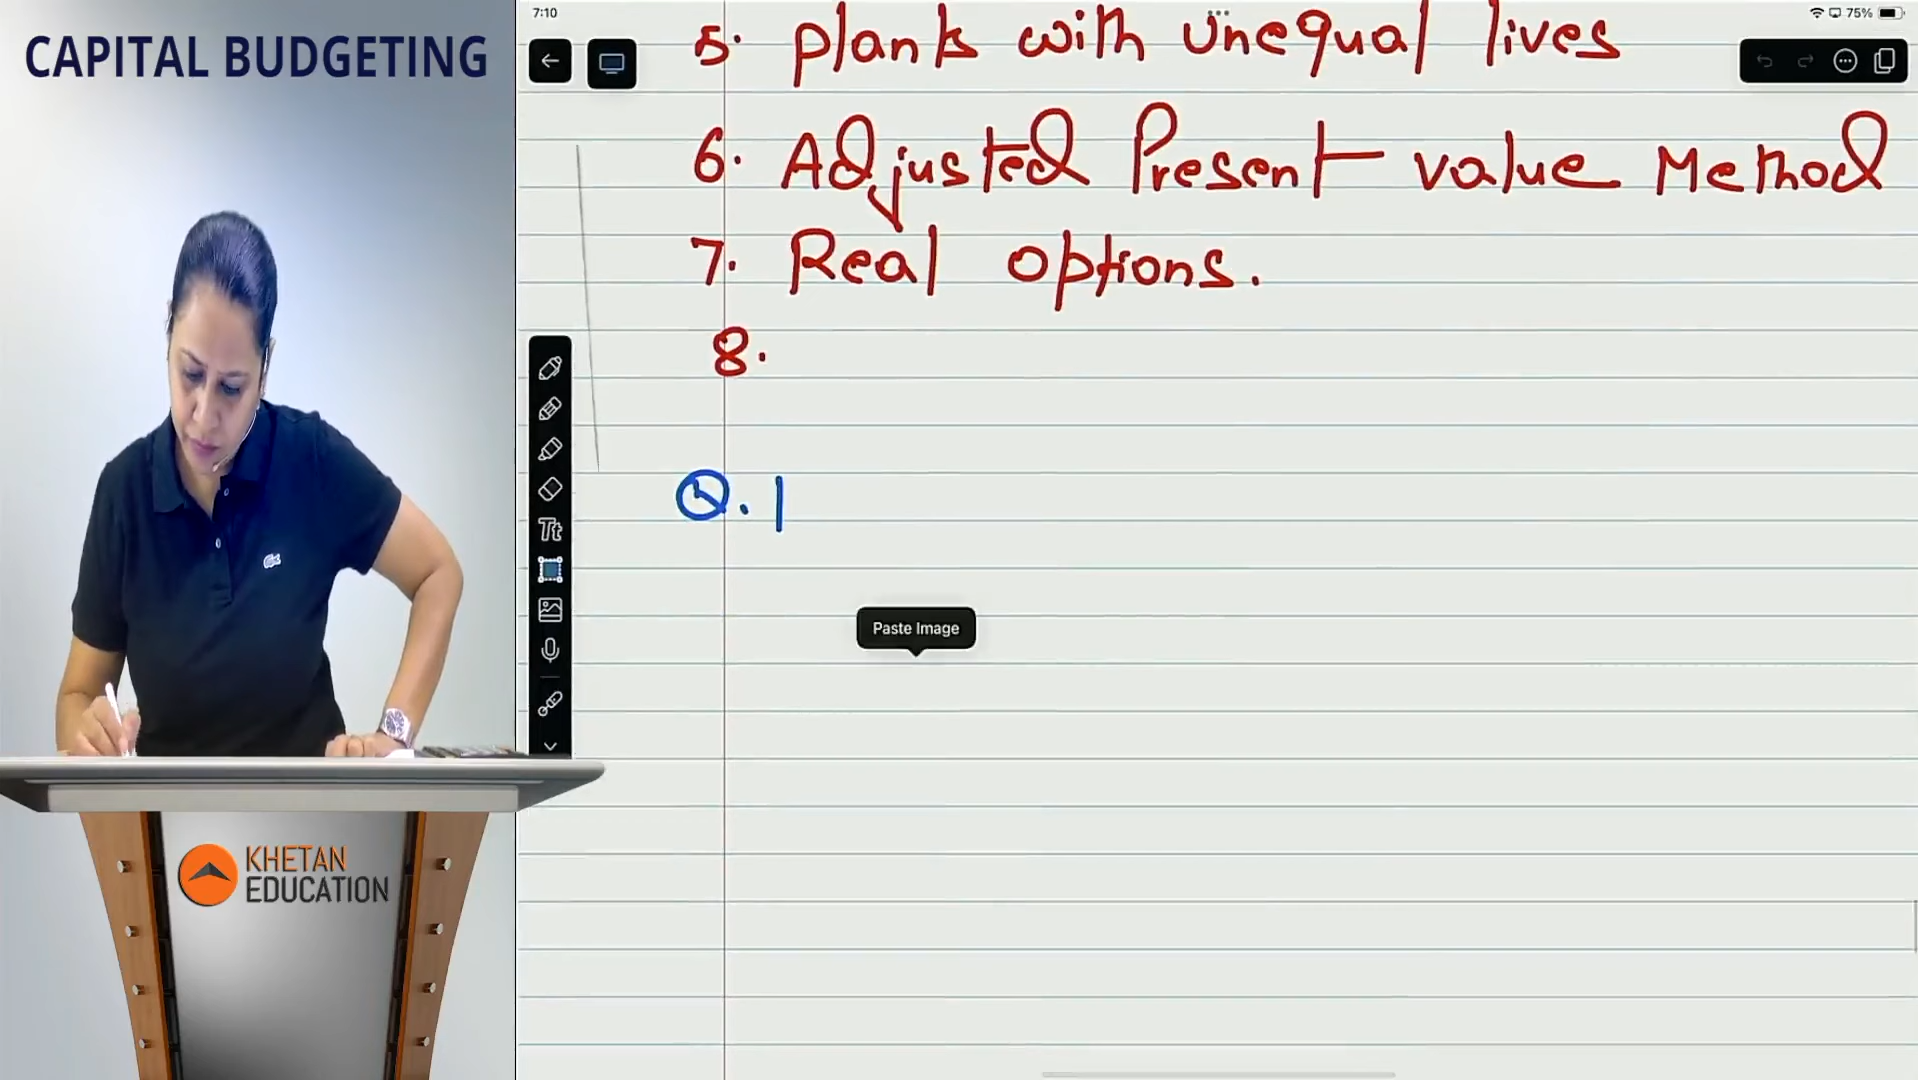 CAPITAL BUDGETING
7:10
75%
5. Plants with Unequal lives
6. Adjusted Present value Method
7. Real options.
8.
Q.1
Tt
Paste Image
KHETAN
EDUCATION